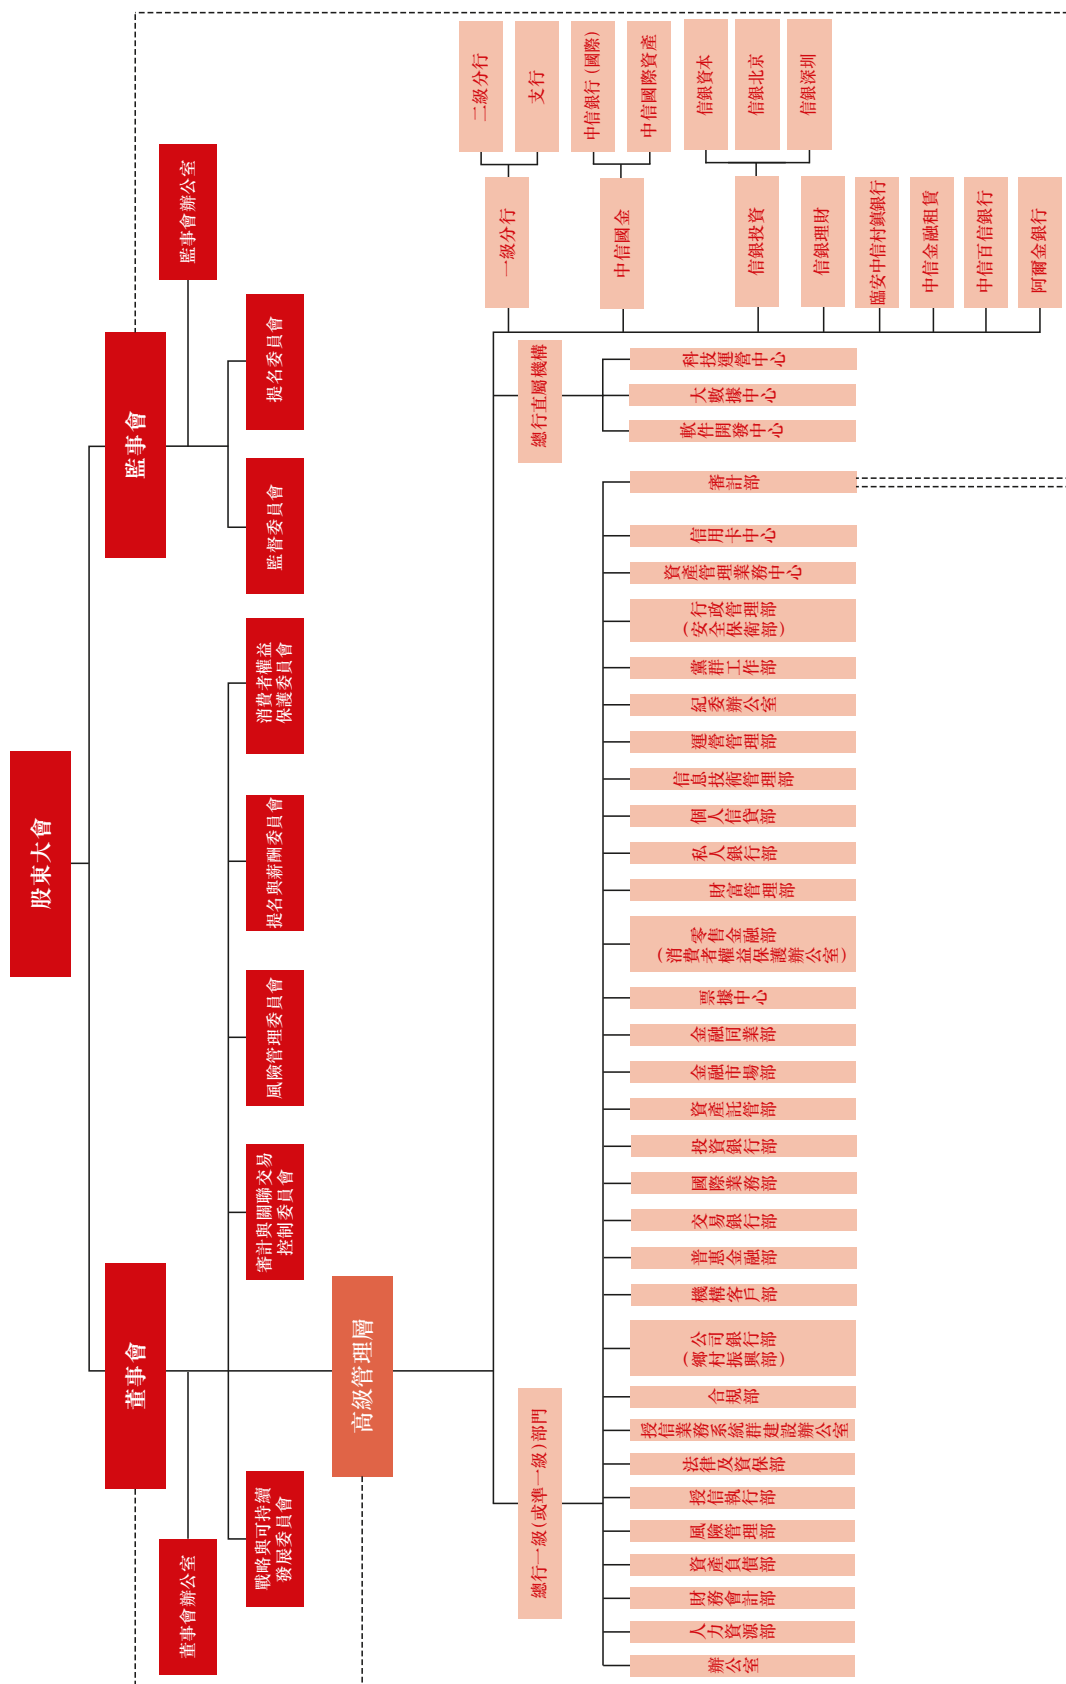 股東大會
董事會
監事會
董事會辦公室
監事會辦公室
戰略與可持續
發展委員會
審計與關聯交易
控制委員會
風險管理委員會
提名與薪酬委員會
消費者權益
保護委員會
監督委員會
提名委員會
高級管理層
總行一級(或準一級)部門
辦公室
人力資源部
財務會計部
資產負債部
風險管理部
授信執行部
法律及資保部
授信業務系統群建設辦公室
合規部
公司銀行部
(鄉村振興部)
機構客戶部
普惠金融部
交易銀行部
國際業務部
投資銀行部
資產託管部
金融市場部
金融同業部
票據中心
零售金融部
(消費者權益保護辦公室)
財富管理部
私人銀行部
個人信貸部
信息技術管理部
運營管理部
紀委辦公室
黨群工作部
行政管理部
(安全保衛部)
資產管理業務中心
信用卡中心
審計部
總行直屬機構
軟件開發中心
大數據中心
科技運營中心
一級分行
二級分行
支行
中信國金
中信銀行(國際)
中信國際資產
信銀投資
信銀資本
信銀北京
信銀深圳
信銀理財
臨安中信村鎮銀行
中信金融租賃
中信百信銀行
阿爾金銀行